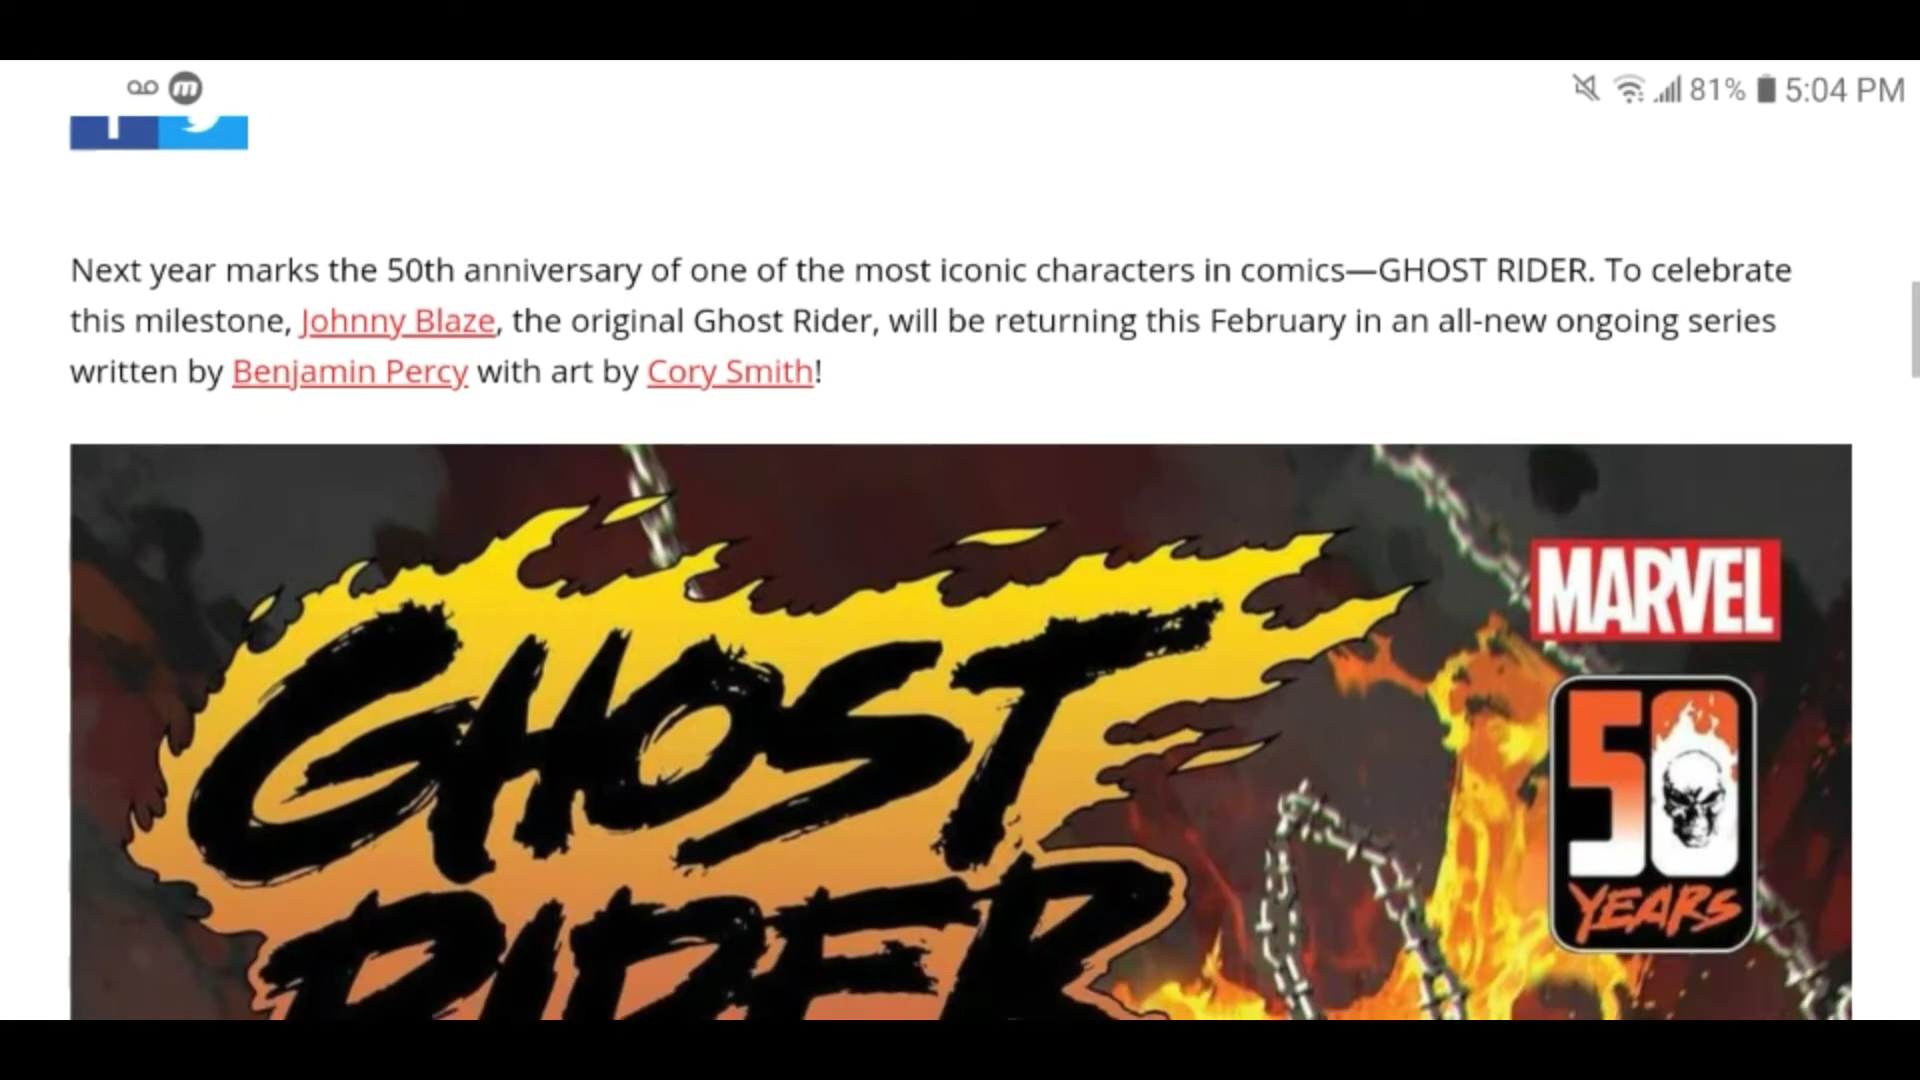 81% 5:04 PM
Next year marks the 50th anniversary of one of the most iconic characters in comics—GHOST RIDER. To celebrate
this milestone, Johnny Blaze, the original Ghost Rider, will be returning this February in an all-new ongoing series
written by Benjamin Percy with art by Cory Smith!
GHOST
RIDER
MARVEL
50
YEARS